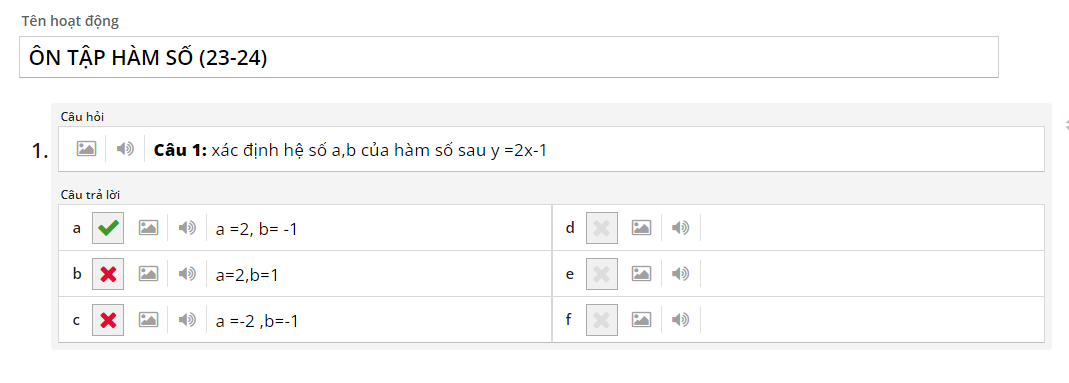 Tên hoạt động
ÔN TẬP HÀM SỐ (23-24)
Câu hỏi
1. Câu 1: xác định hệ số a,b của hàm số sau y =2x-1
Câu trả lời
a a =2, b= -1
d
b a=2,b=1
e
c a =-2 ,b=-1
f